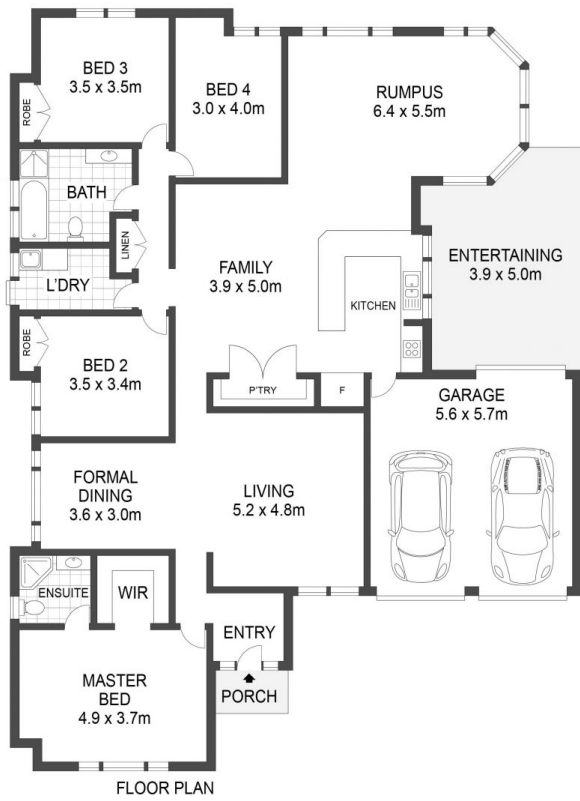 BED 3
3.5 x 3.5m
BED 4
3.0 x 4.0m
RUMPUS
6.4 x 5.5m
ROBE
BATH
LINEN
L'DRY
FAMILY
3.9 x 5.0m
KITCHEN
ENTERTAINING
3.9 x 5.0m
ROBE
BED 2
3.5 x 3.4m
P'TRY
F
GARAGE
5.6 x 5.7m
FORMAL
DINING
3.6 x 3.0m
LIVING
5.2 x 4.8m
ENSUITE
WIR
ENTRY
MASTER
BED
4.9 x 3.7m
PORCH
FLOOR PLAN